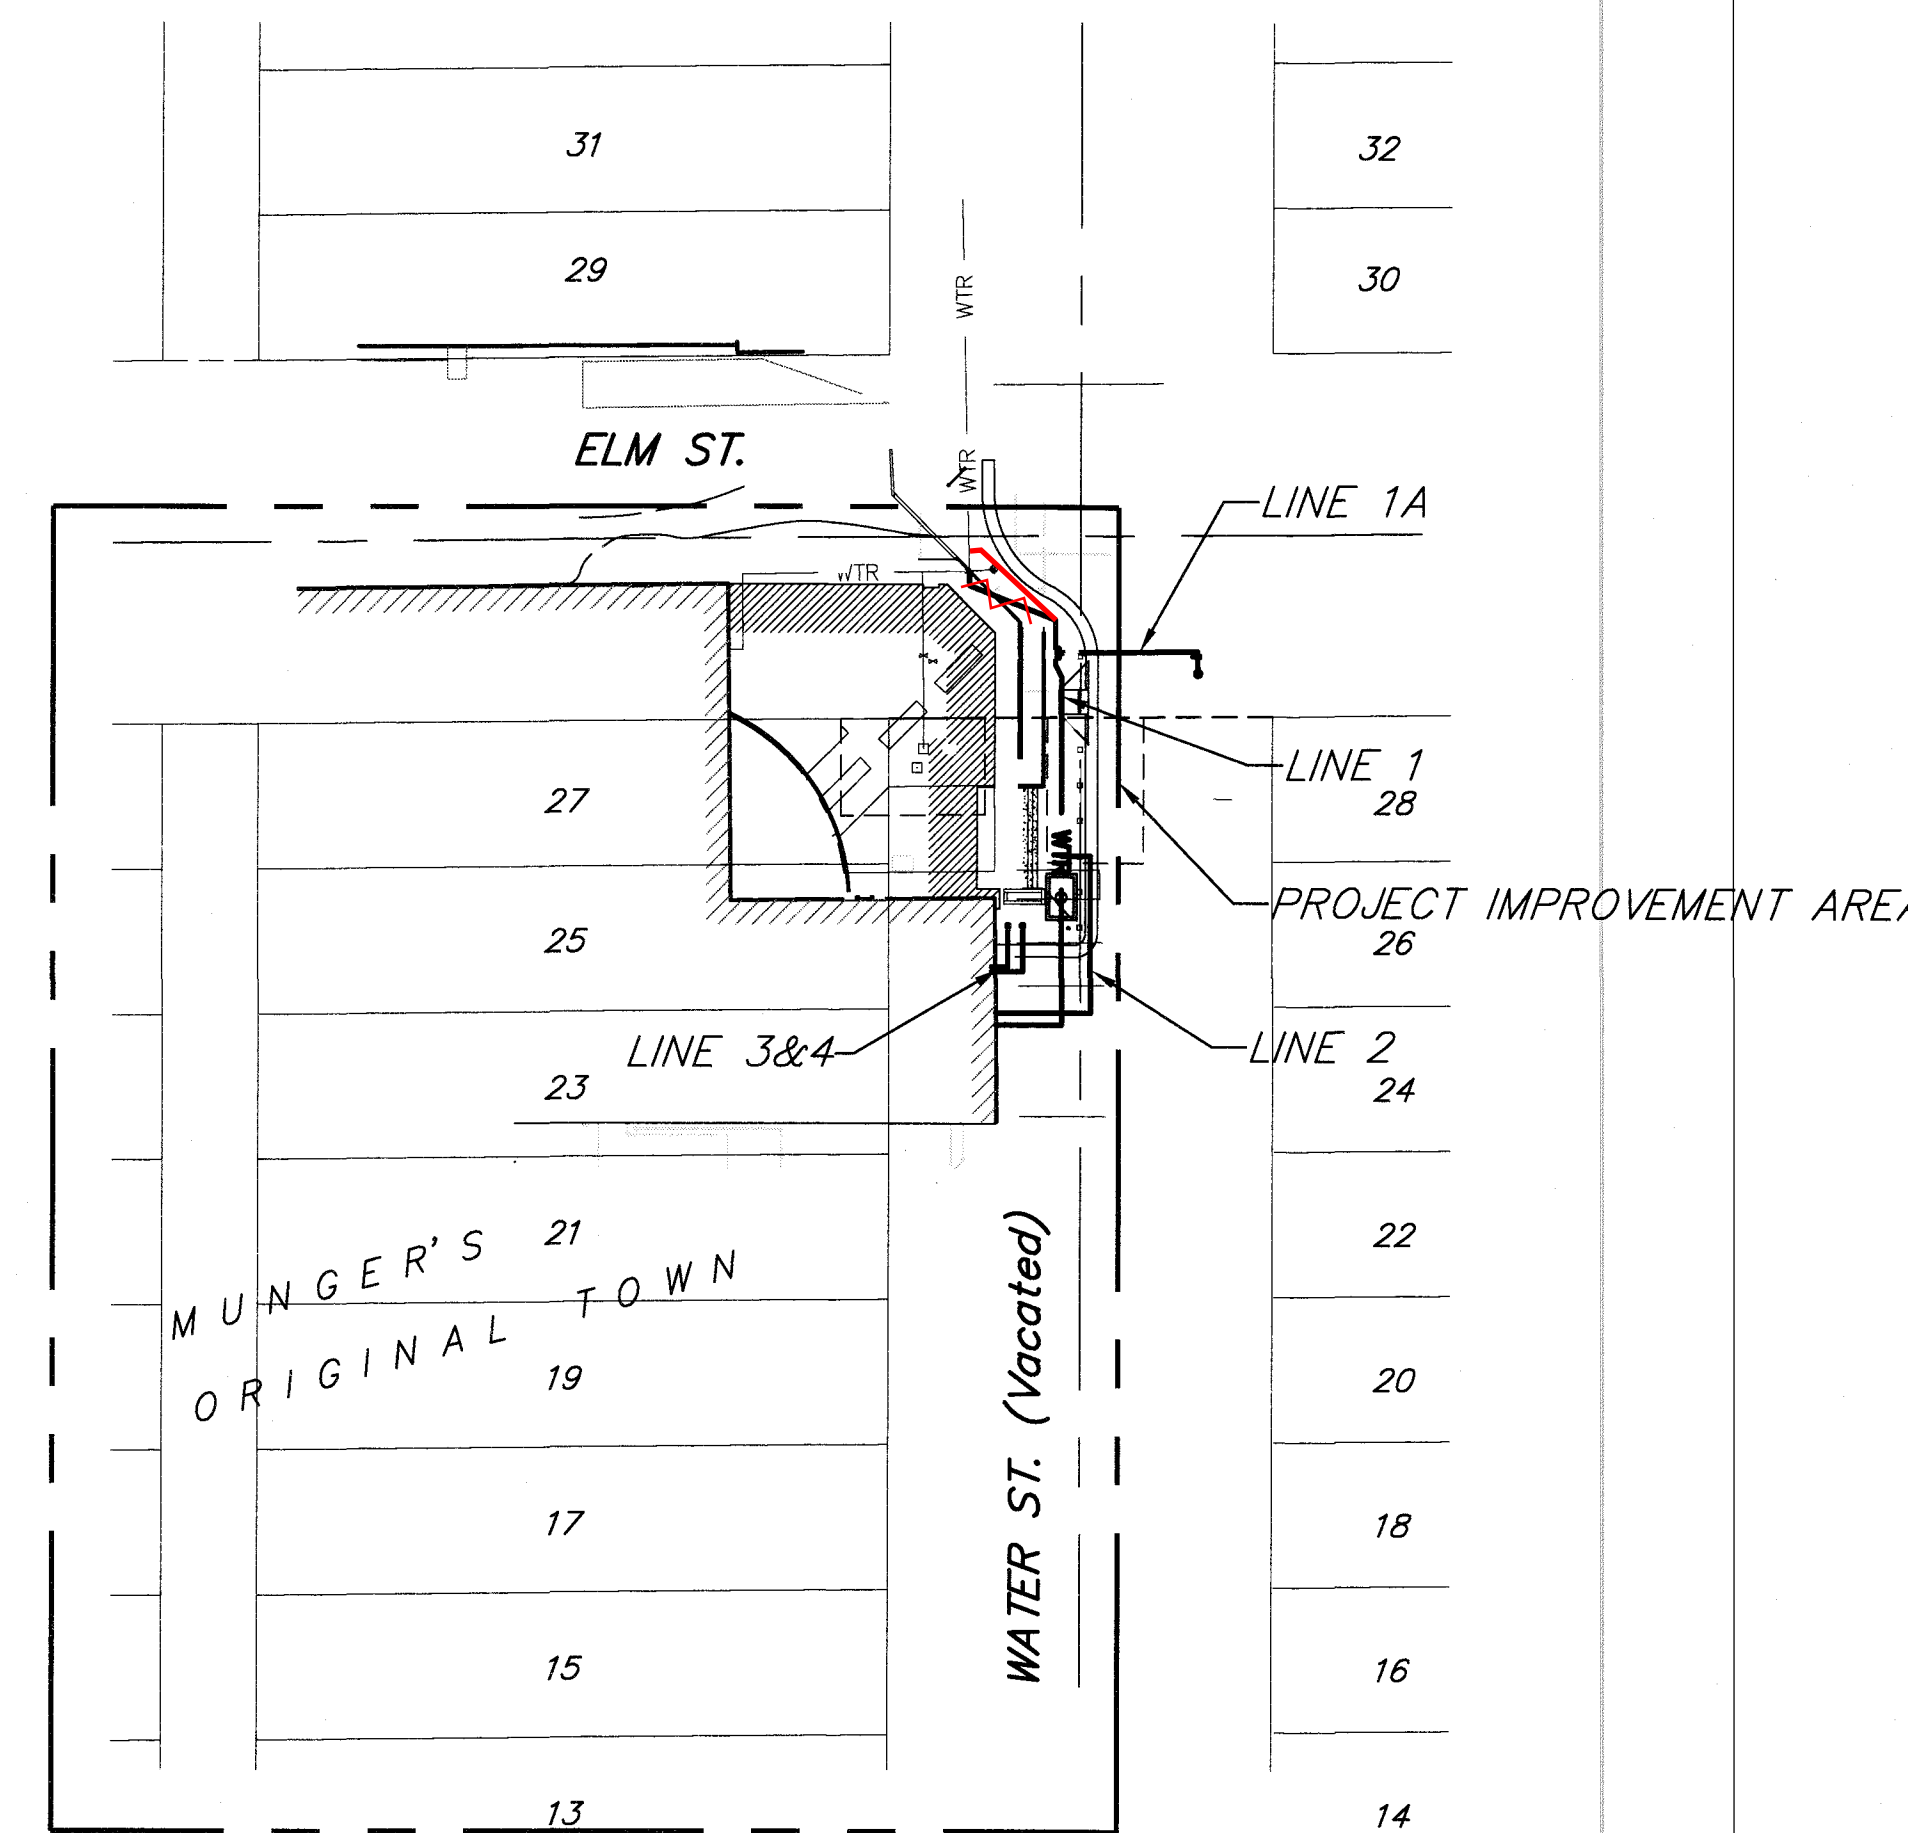 31
32
29
30
WTR
ELM ST.
WTR
LINE 1A
WTR
LINE 1
27
28
WTR
PROJECT IMPROVEMENT AREA
25
26
LINE 3&4
LINE 2
23
24
21
22
MUNGER'S
ORIGINAL TOWN
WATER ST. (Vacated)
19
20
17
18
15
16
13
14